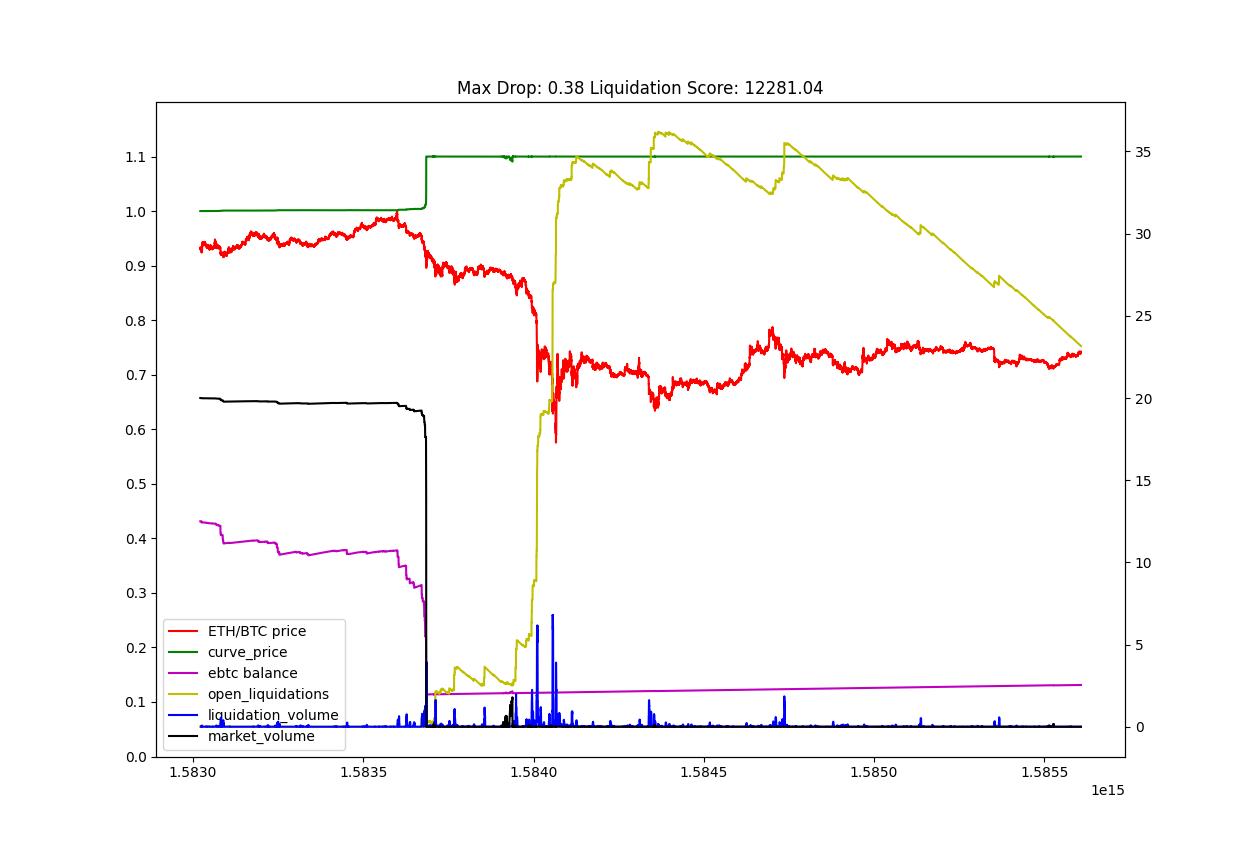 Max Drop: 0.38 Liquidation Score: 12281.04
1.1
1.0
0.9
0.8
0.7
0.6
0.5
0.4
0.3
0.2
0.1
0.0
35
30
25
20
15
10
5
0
ETH/BTC price
curve_price
ebtc balance
open_liquidations
liquidation_volume
market_volume
1.5830 1.5835 1.5840 1.5845 1.5850 1.5855
1e15